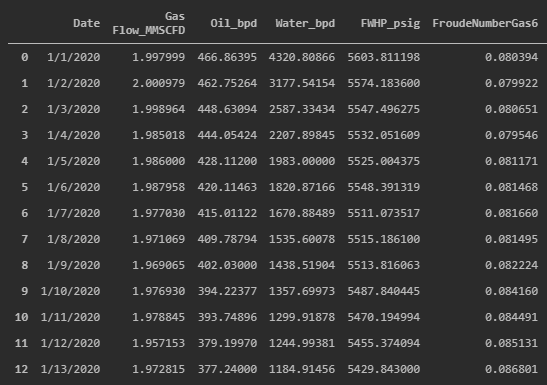 Date Gas Flow_MMSCFD Oil_bpd Water_bpd FWHP_psig FroudeNumberGas6
0 1/1/2020 1.997999 466.86395 4320.80866 5603.811198 0.080394
1 1/2/2020 2.000979 462.75264 3177.54154 5574.183600 0.079922
2 1/3/2020 1.998964 448.63094 2587.33434 5547.496275 0.080651
3 1/4/2020 1.985018 444.05424 2207.89845 5532.051609 0.079546
4 1/5/2020 1.986000 428.11200 1983.00000 5525.004375 0.081171
5 1/6/2020 1.987958 420.11463 1820.87166 5548.391319 0.081468
6 1/7/2020 1.977030 415.01122 1670.88489 5511.073517 0.081660
7 1/8/2020 1.971069 409.78794 1535.60078 5515.186100 0.081495
8 1/9/2020 1.969065 402.03000 1438.51904 5513.816063 0.082224
9 1/10/2020 1.976930 394.22377 1357.69973 5487.840445 0.084160
10 1/11/2020 1.978845 393.74896 1299.91878 5470.194994 0.084491
11 1/12/2020 1.957153 379.19970 1244.99381 5455.374094 0.085131
12 1/13/2020 1.972815 377.24000 1184.91456 5429.843000 0.086801